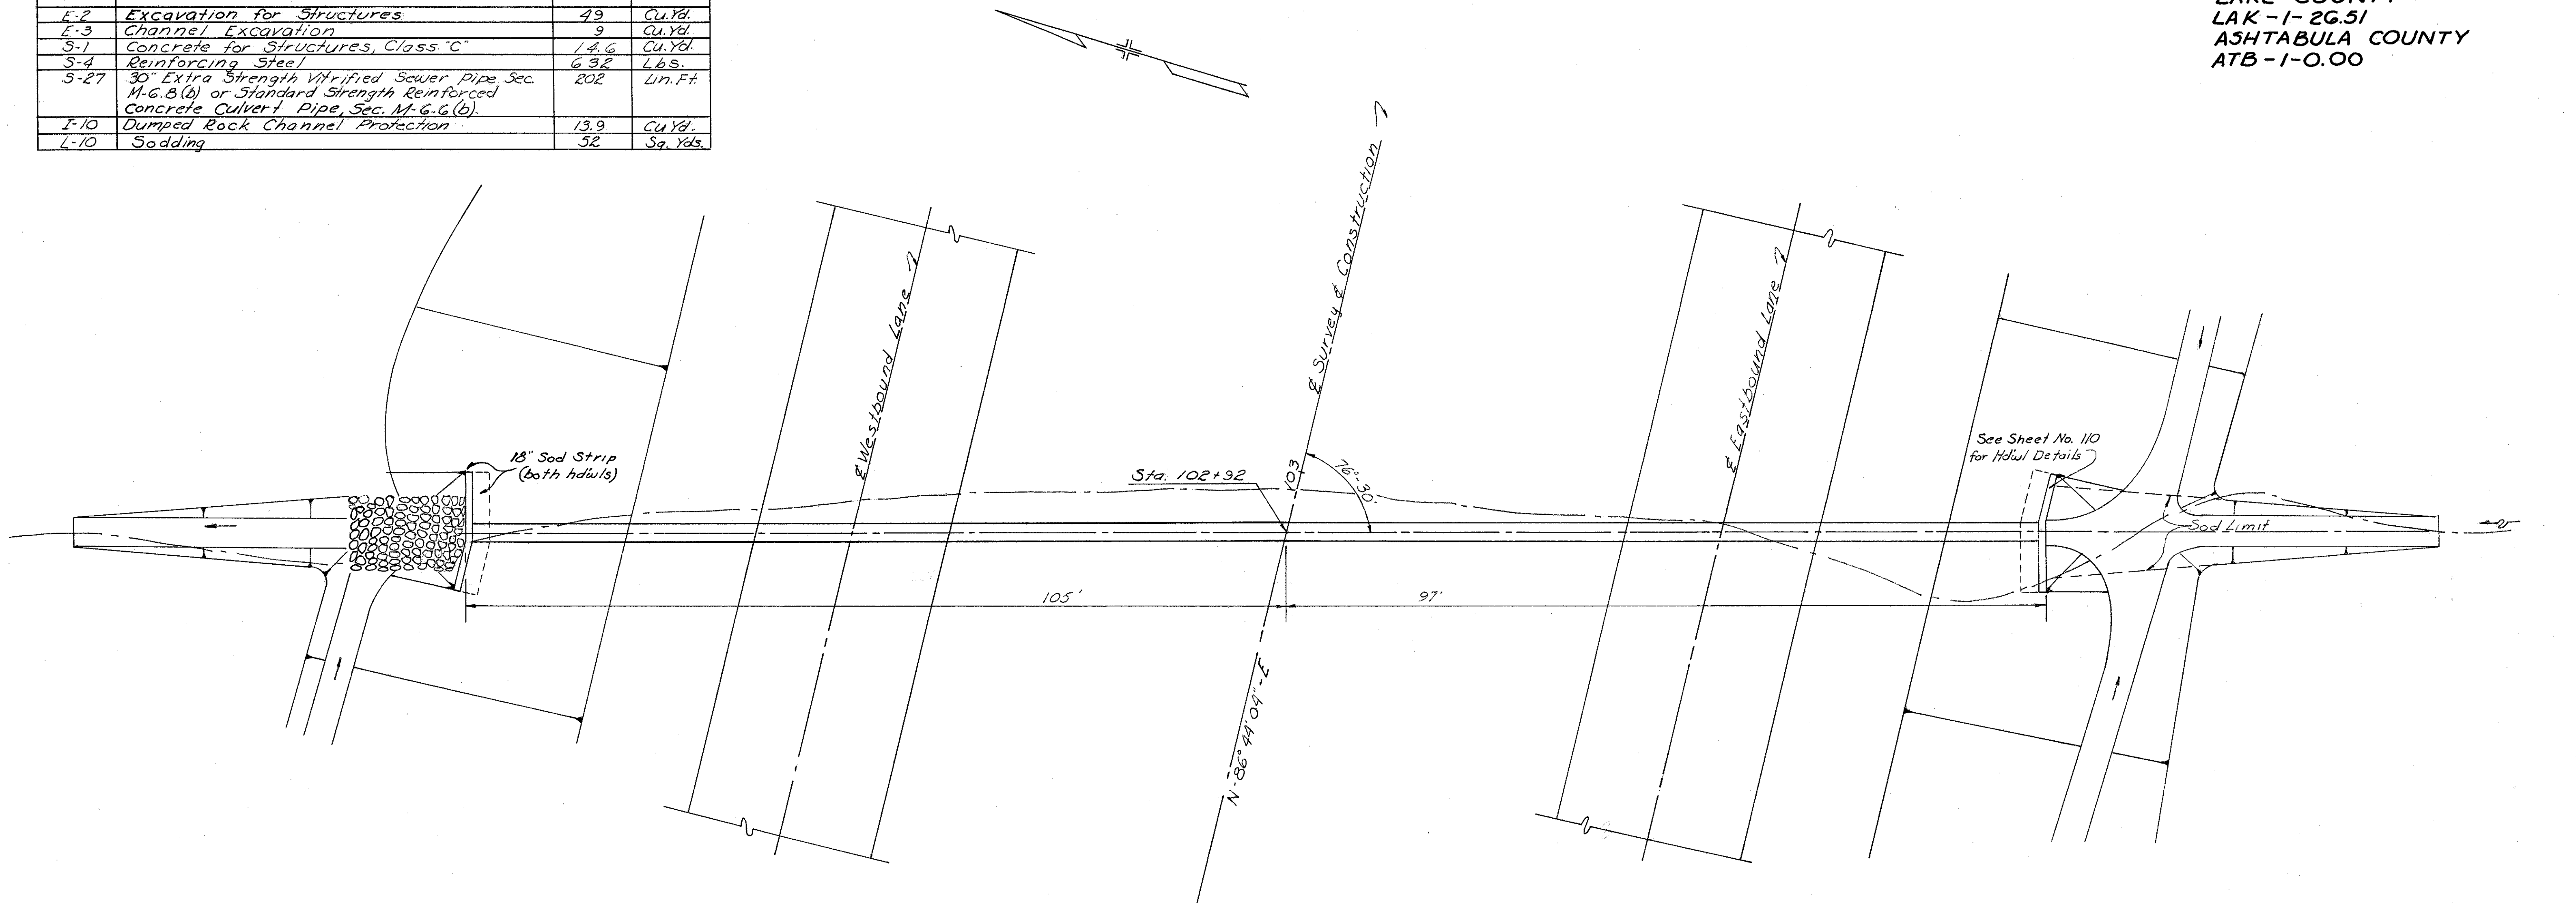 E-2 Excavation for Structures 49 Cu.Yd.
E-3 Channel Excavation 9 Cu.Yd.
S-1 Concrete for Structures, Class "C" 14.6 Cu.Yd.
S-4 Reinforcing Steel 632 Lbs.
S-27 30" Extra Strength Vitrified Sewer Pipe, Sec. 202 Lin.Ft.
M-6.8(b) or Standard Strength Reinforced
Concrete Culvert Pipe, Sec. M-6.6(b).
I-10 Dumped Rock Channel Protection 13.9 Cu Yd.
L-10 Sodding 52 Sq. Yds.
LAKE COUNTY
LAK-1-26.51
ASHTABULA COUNTY
ATB-1-0.00
℄ Westbound Lane
℄ Survey & Construction
℄ Eastbound Lane
18" Sod Strip
(both hdwls)
Sta. 102+92
103
76°-30'
See Sheet No. 110
for Hdwl Details
Sod Limit
105'
97'
N-86°44'04"-E